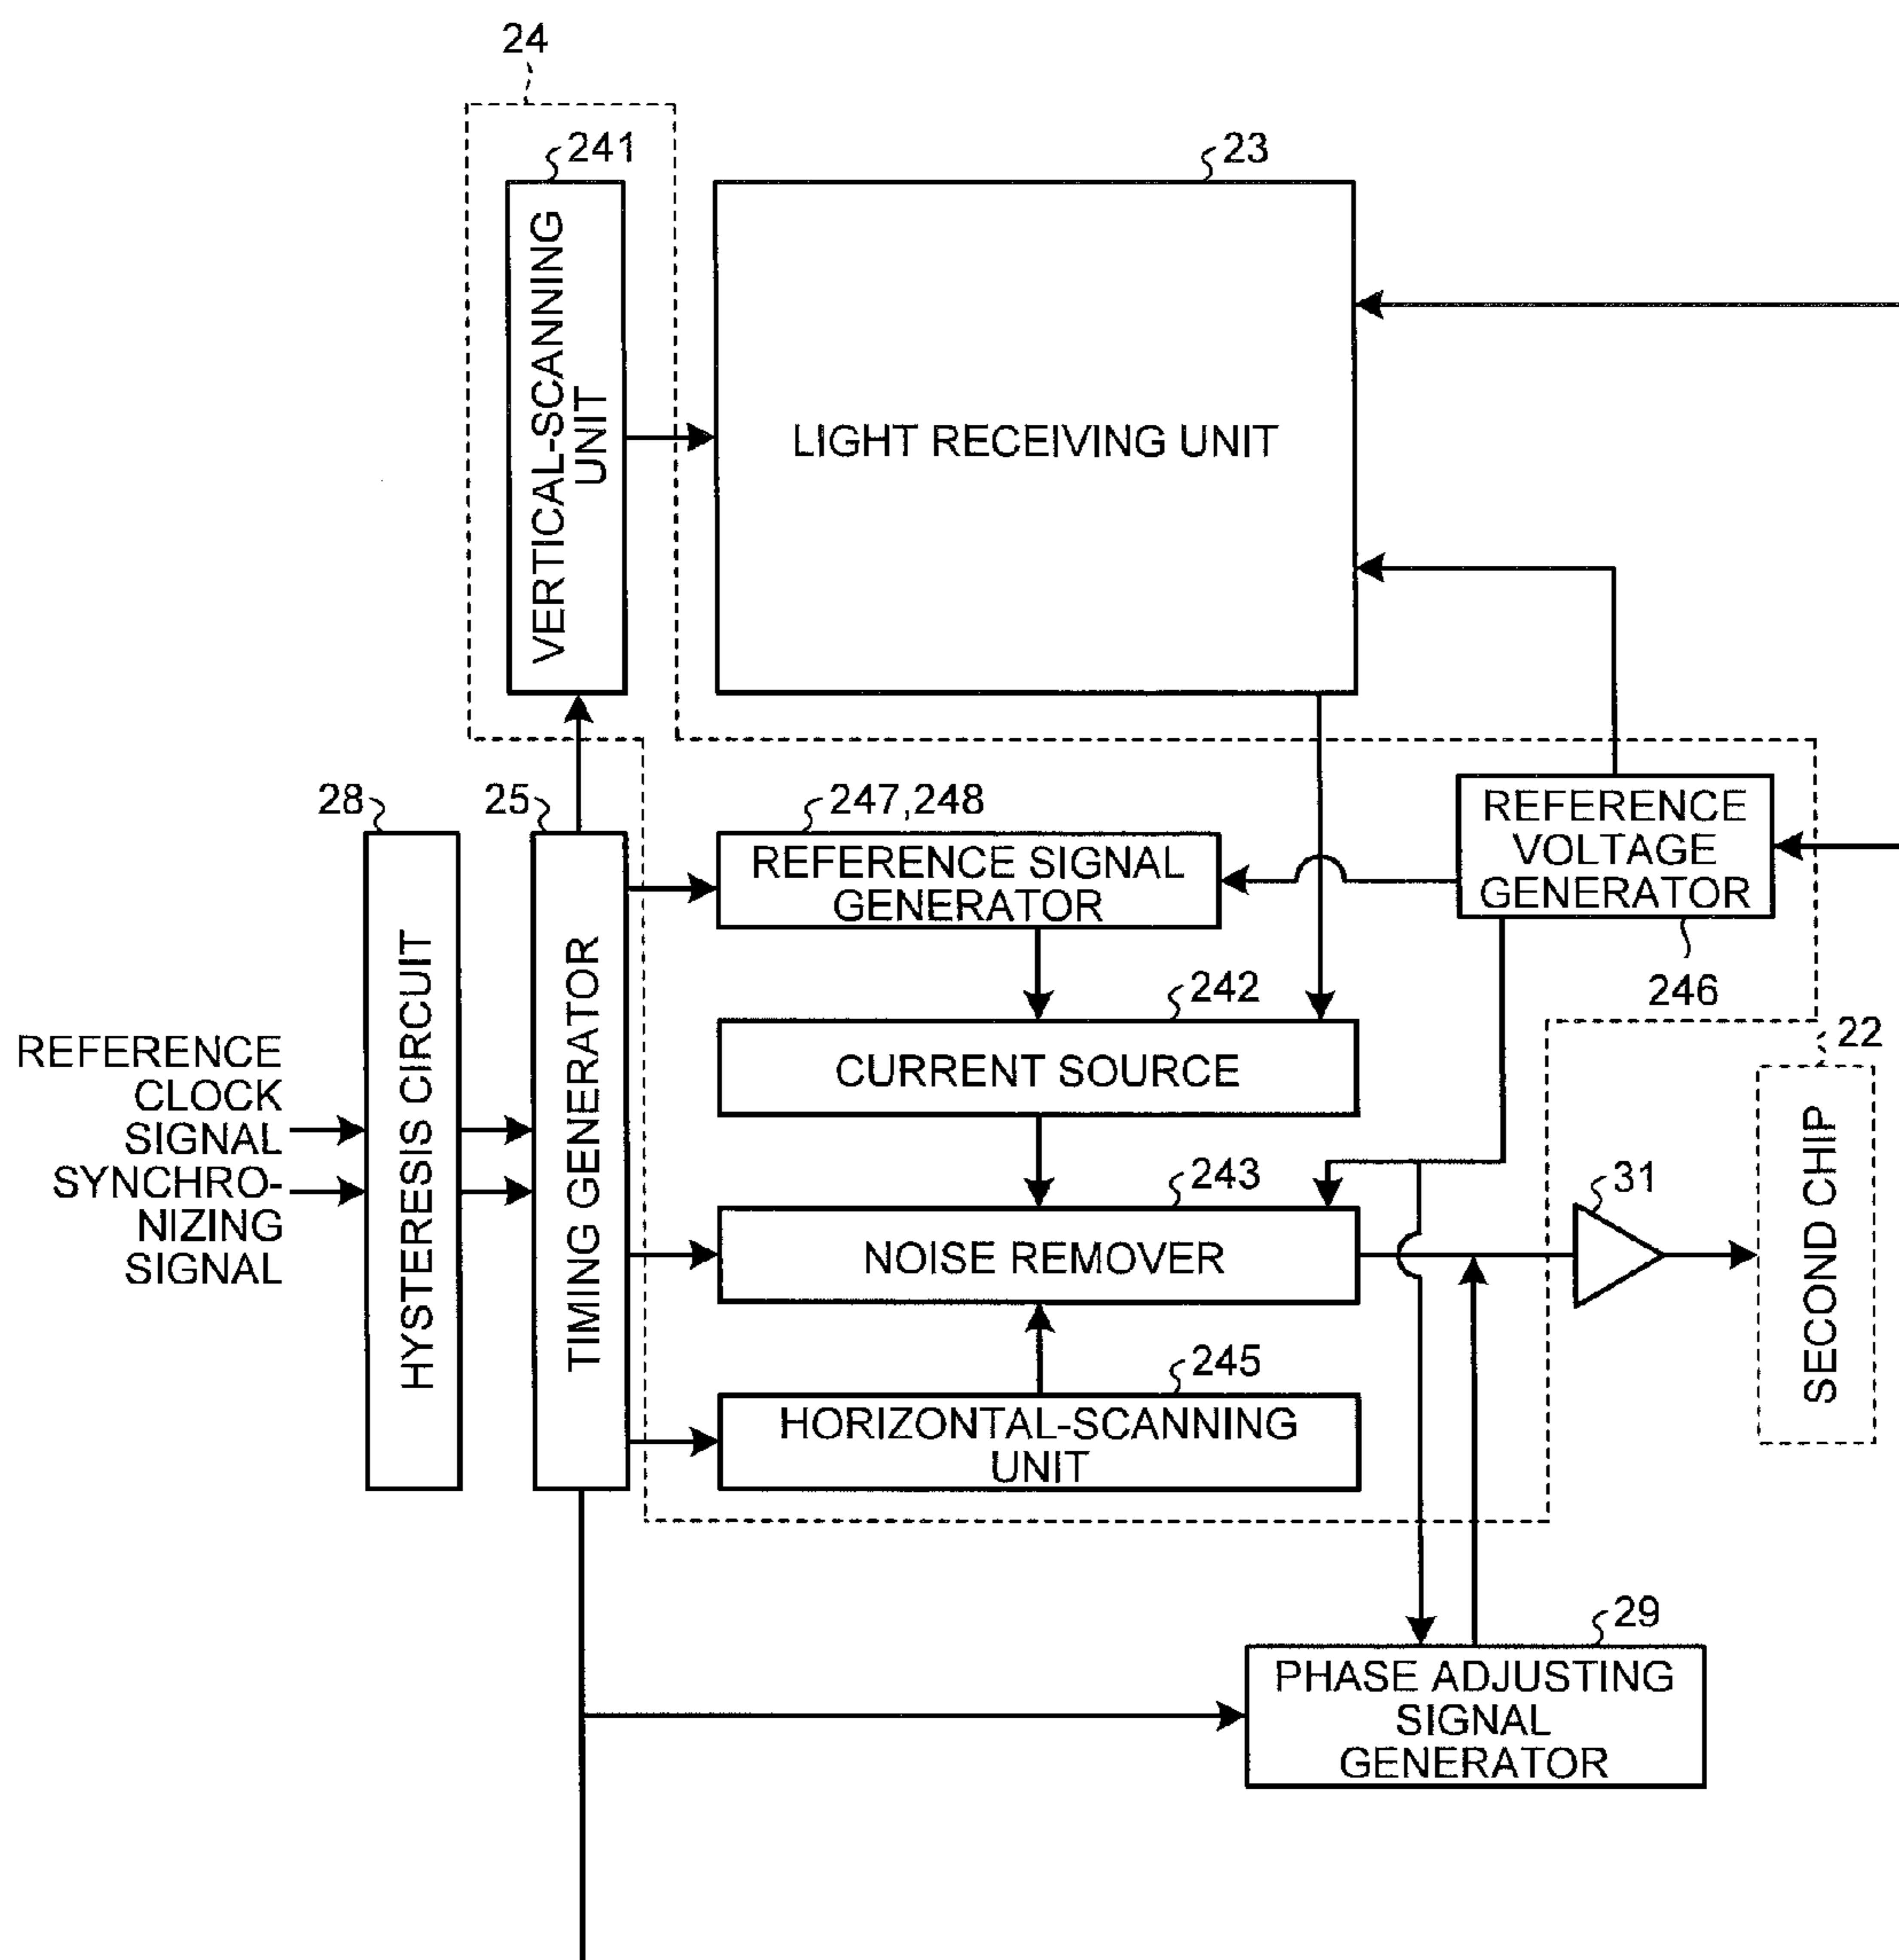 24
241
23
VERTICAL-SCANNING
UNIT
LIGHT RECEIVING UNIT
28
25
247,248
REFERENCE SIGNAL
GENERATOR
REFERENCE
VOLTAGE
GENERATOR
246
242
CURRENT SOURCE
22
REFERENCE
CLOCK
SIGNAL
SYNCHRO-
NIZING
SIGNAL
HYSTERESIS CIRCUIT
TIMING GENERATOR
243
NOISE REMOVER
31
SECOND CHIP
245
HORIZONTAL-SCANNING
UNIT
29
PHASE ADJUSTING
SIGNAL
GENERATOR